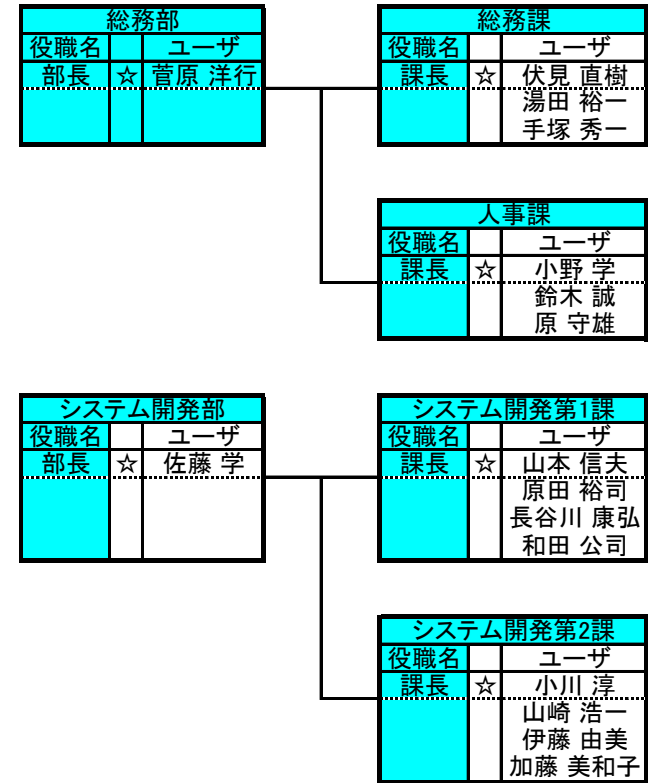 総務部
役職名 ユーザ
部長 ☆ 菅原 洋行
総務課
役職名 ユーザ
課長 ☆ 伏見 直樹
湯田 裕一
手塚 秀一
人事課
役職名 ユーザ
課長 ☆ 小野 学
鈴木 誠
原 守雄
システム開発部
役職名 ユーザ
部長 ☆ 佐藤 学
システム開発第1課
役職名 ユーザ
課長 ☆ 山本 信夫
原田 裕司
長谷川 康弘
和田 公司
システム開発第2課
役職名 ユーザ
課長 ☆ 小川 淳
山崎 浩一
伊藤 由美
加藤 美和子